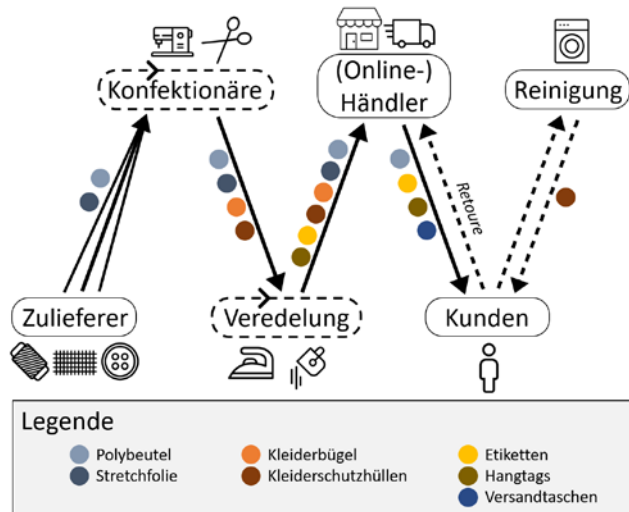 Konfektionäre
(Online-)
Händler
Reinigung
Retoure
Zulieferer
Veredelung
Kunden
Legende
Polybeutel
Kleiderbügel
Etiketten
Stretchfolie
Kleiderschutzhüllen
Hangtags
Versandtaschen